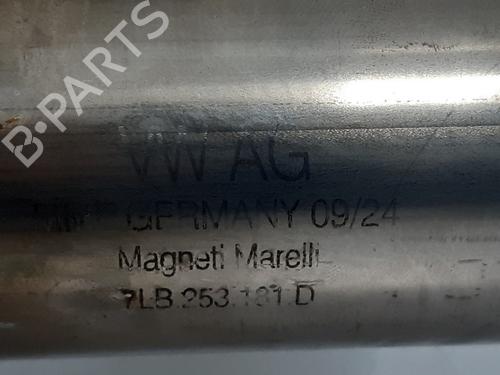 B-PARTS
VW AG
GERMANY 09/24
Magneti Marelli
7LB.253.181 D